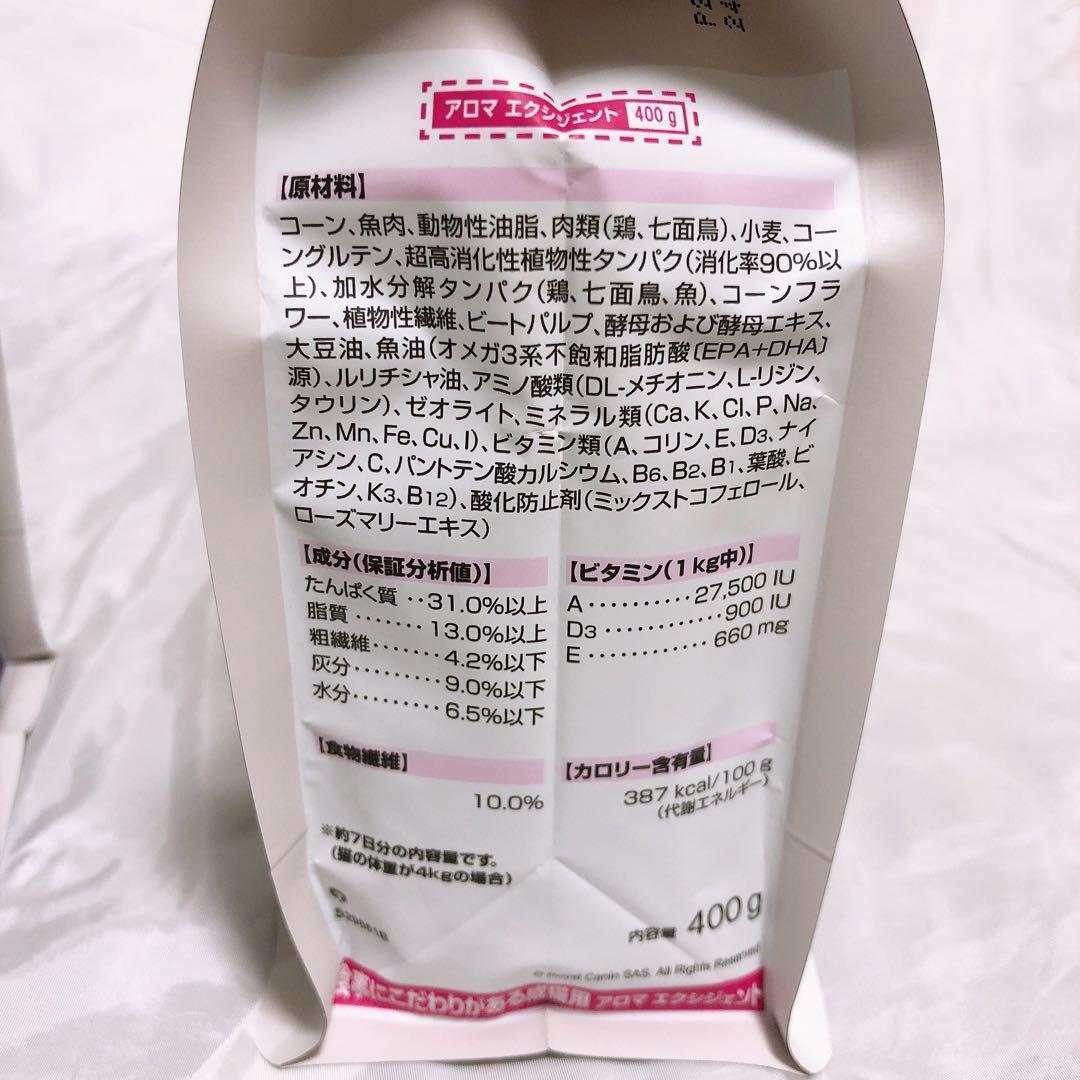 アロマ エクシジェント 400g
【原材料】
コーン、魚肉、動物性油脂、肉類(鶏、七面鳥)、小麦、コー
ングルテン、超高消化性植物性タンパク(消化率90%以
上)、加水分解タンパク(鶏、七面鳥、魚)、コーンフラ
ワー、植物性繊維、ビートパルプ、酵母および酵母エキス、
大豆油、魚油(オメガ3系不飽和脂肪酸〔EPA+DHA〕
源)、ルリチシャ油、アミノ酸類(DL-メチオニン、L-リジン、
タウリン)、ゼオライト、ミネラル類(Ca、K、Cl、P、Na、
Zn、Mn、Fe、Cu、I)、ビタミン類(A、コリン、E、D3、ナイ
アシン、C、パントテン酸カルシウム、B6、B2、B1、葉酸、ビ
オチン、K3、B12)、酸化防止剤(ミックストコフェロール、
ローズマリーエキス)
【成分(保証分析値)】
たんぱく質 ‥31.0%以上
脂質 ‥‥‥‥ 13.0%以上
粗繊維‥‥‥‥ 4.2%以下
灰分‥‥‥‥‥ 9.0%以下
水分‥‥‥‥‥ 6.5%以下
【ビタミン(1kg中)】
A‥‥‥‥‥27,500 IU
D3 ‥‥‥‥‥‥900 IU
E‥‥‥‥‥‥ 660 mg
【食物繊維】
10.0%
【カロリー含有量】
387 kcal/100 g
(代謝エネルギー)
※約7日分の内容量です。
(猫の体重が4kgの場合)
内容量 400g
© Royal Canin SAS. All Rights Reserved.
食事にこだわりがある成猫用 アロマ エクシジェント